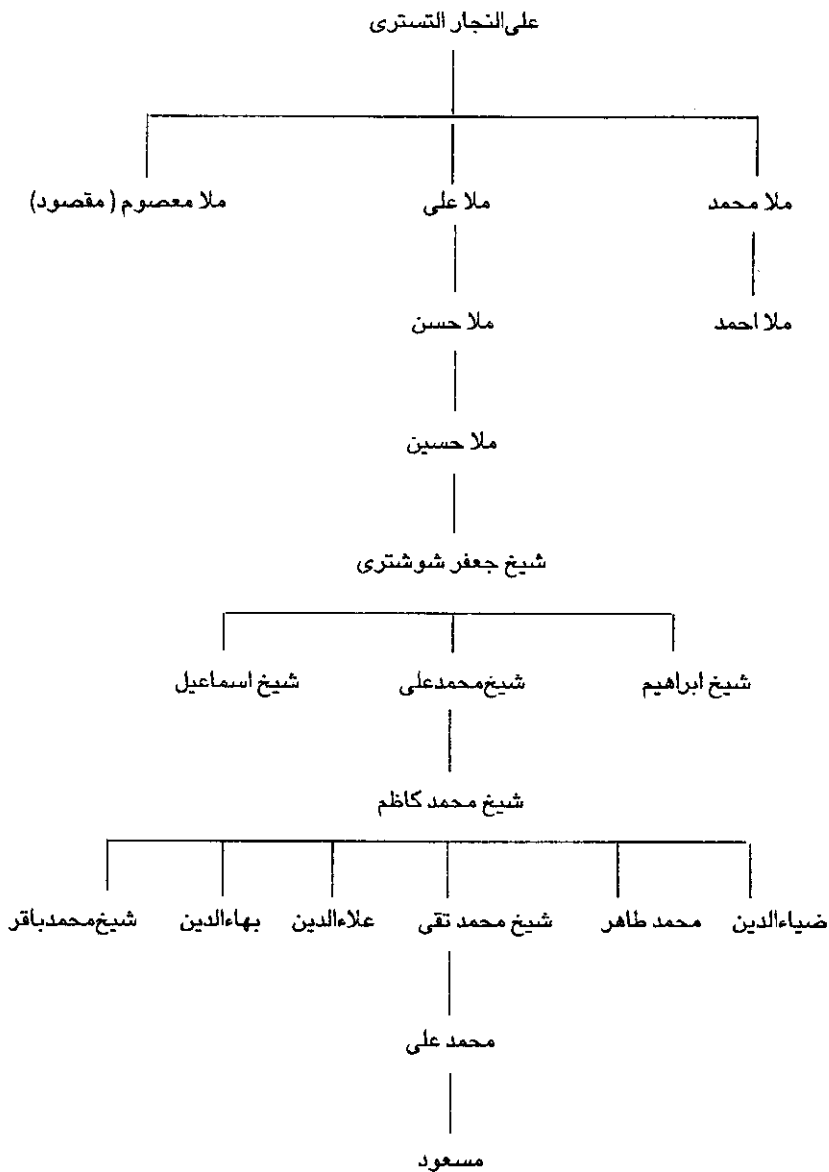 علی‌النجار التستری
ملا محمد ملا علی ملا معصوم (مقصود)
ملا احمد ملا حسن
ملا حسین
شیخ جعفر شوشتری
شیخ ابراهیم شیخ‌محمدعلی شیخ اسماعیل
شیخ محمد کاظم
ضیاءالدین محمد طاهر شیخ محمد تقی علاءالدین بهاءالدین شیخ‌محمدباقر
محمد علی
مسعود